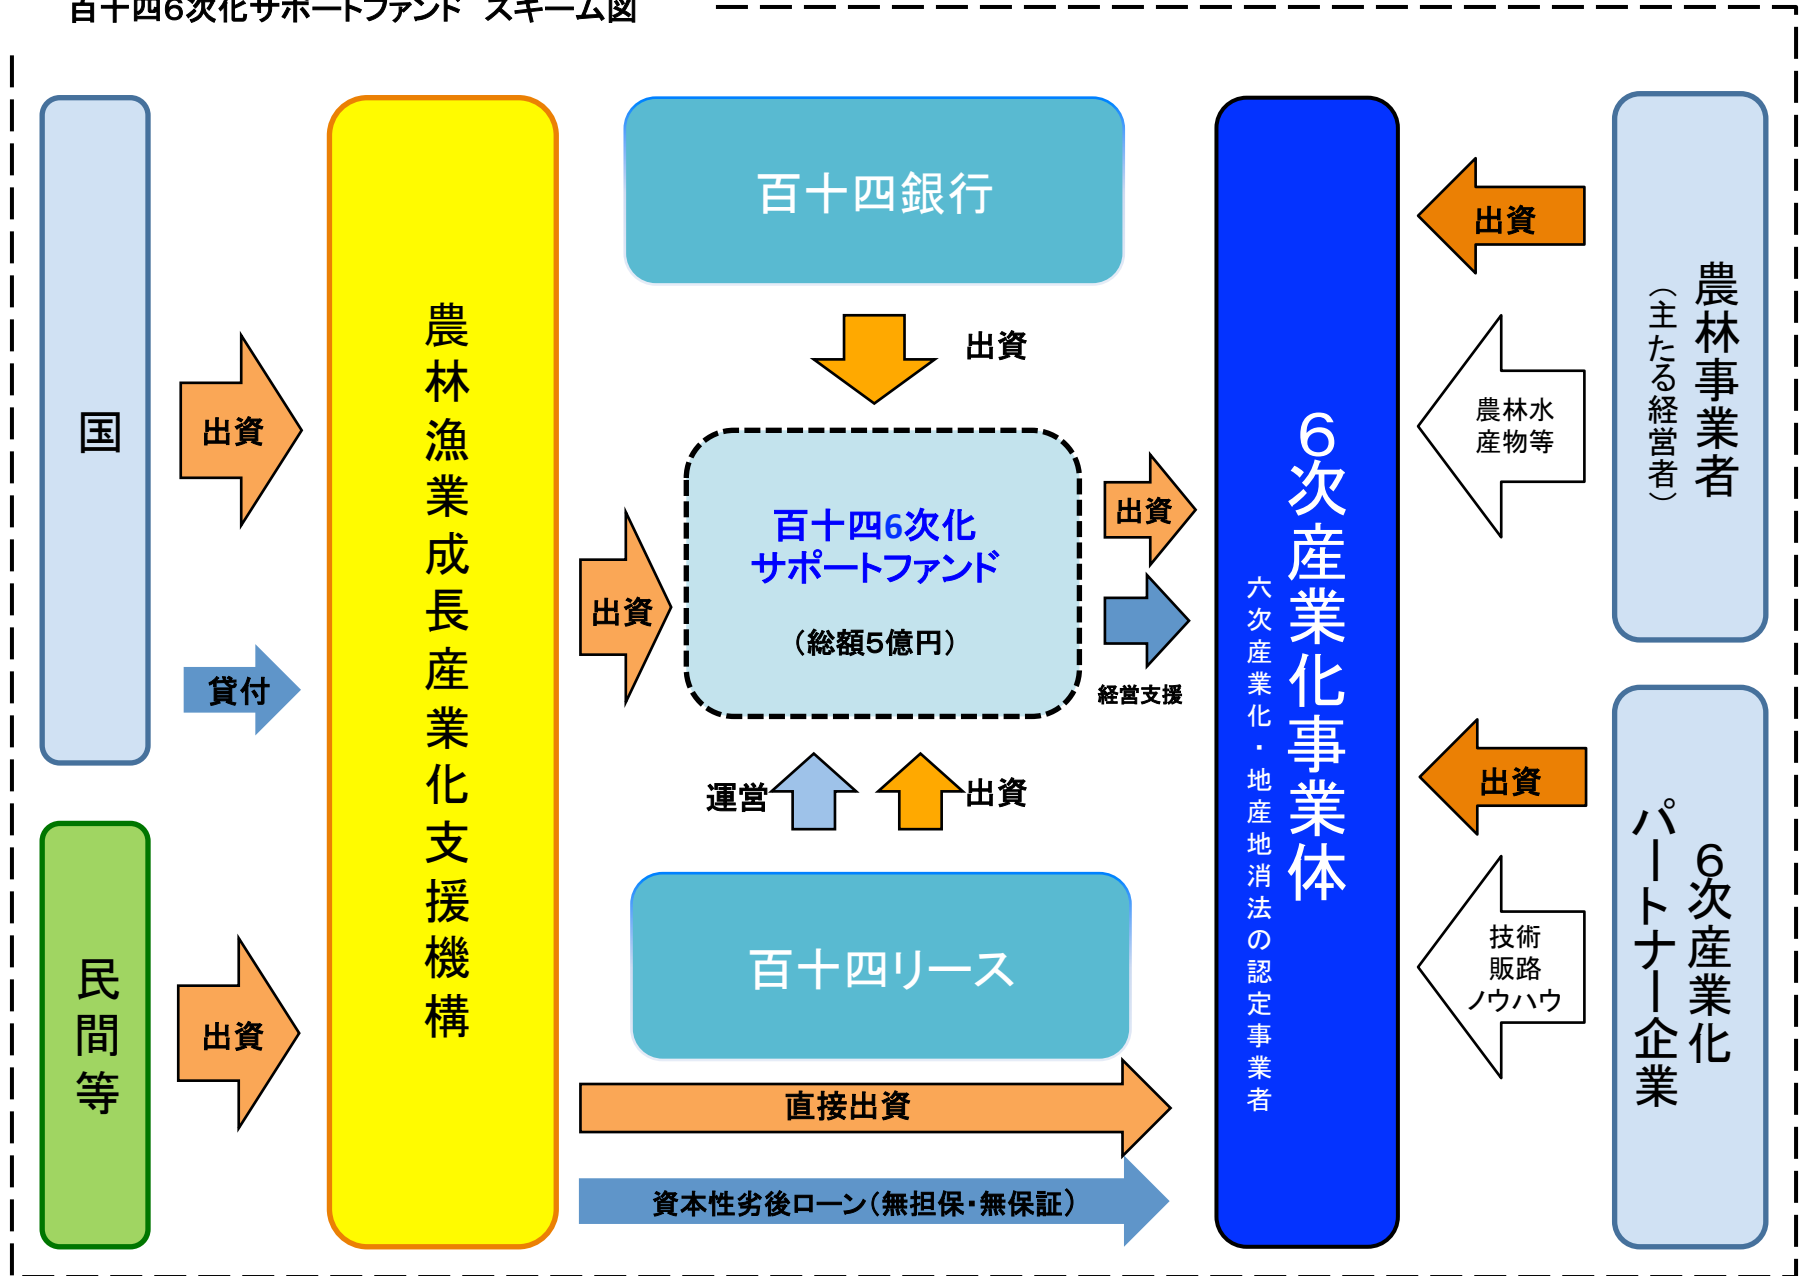 百十四6次化サポートファンド スキーム図
国
出資
貸付
民間等
出資
農林漁業成長産業化支援機構
百十四銀行
出資
出資
百十四6次化
サポートファンド
（総額5億円）
出資
経営支援
運営
出資
百十四リース
直接出資
資本性劣後ローン（無担保・無保証）
6次産業化事業体
六次産業化・地産地消法の認定事業者
出資
農林水
産物等
農林事業者
（主たる経営者）
出資
技術
販路
ノウハウ
6次産業化
パートナー企業